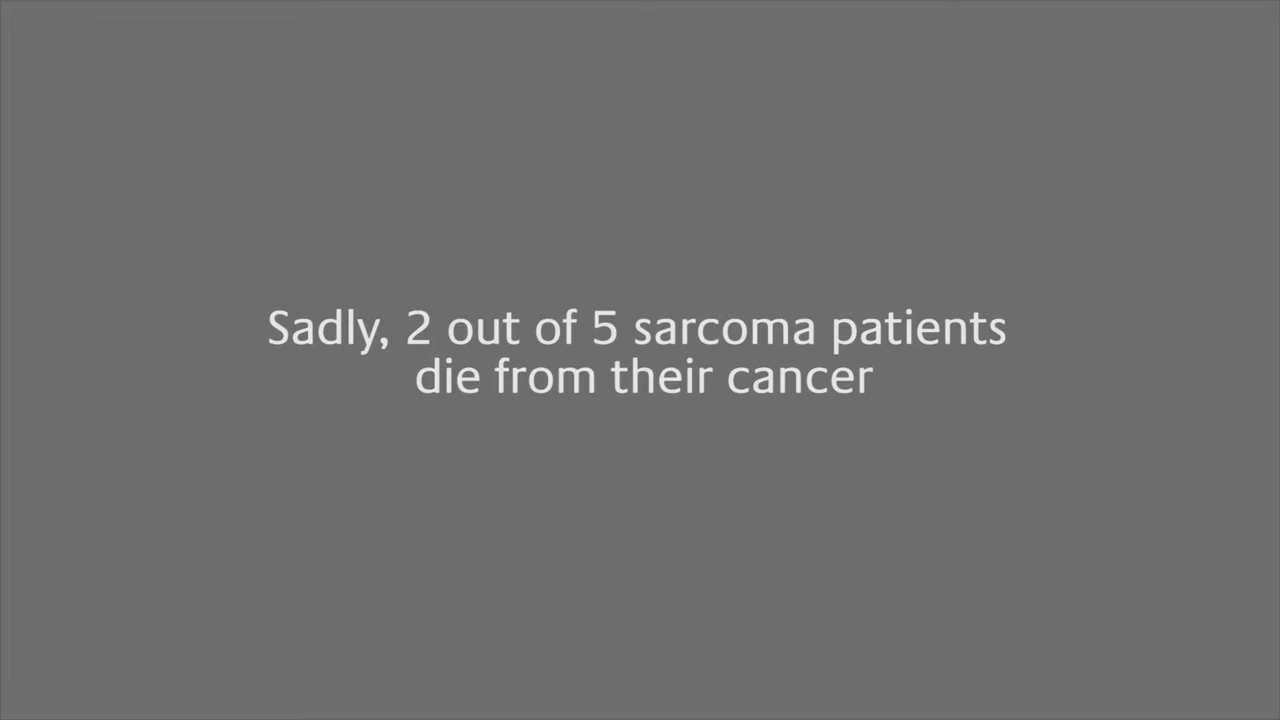 Sadly, 2 out of 5 sarcoma patients
die from their cancer